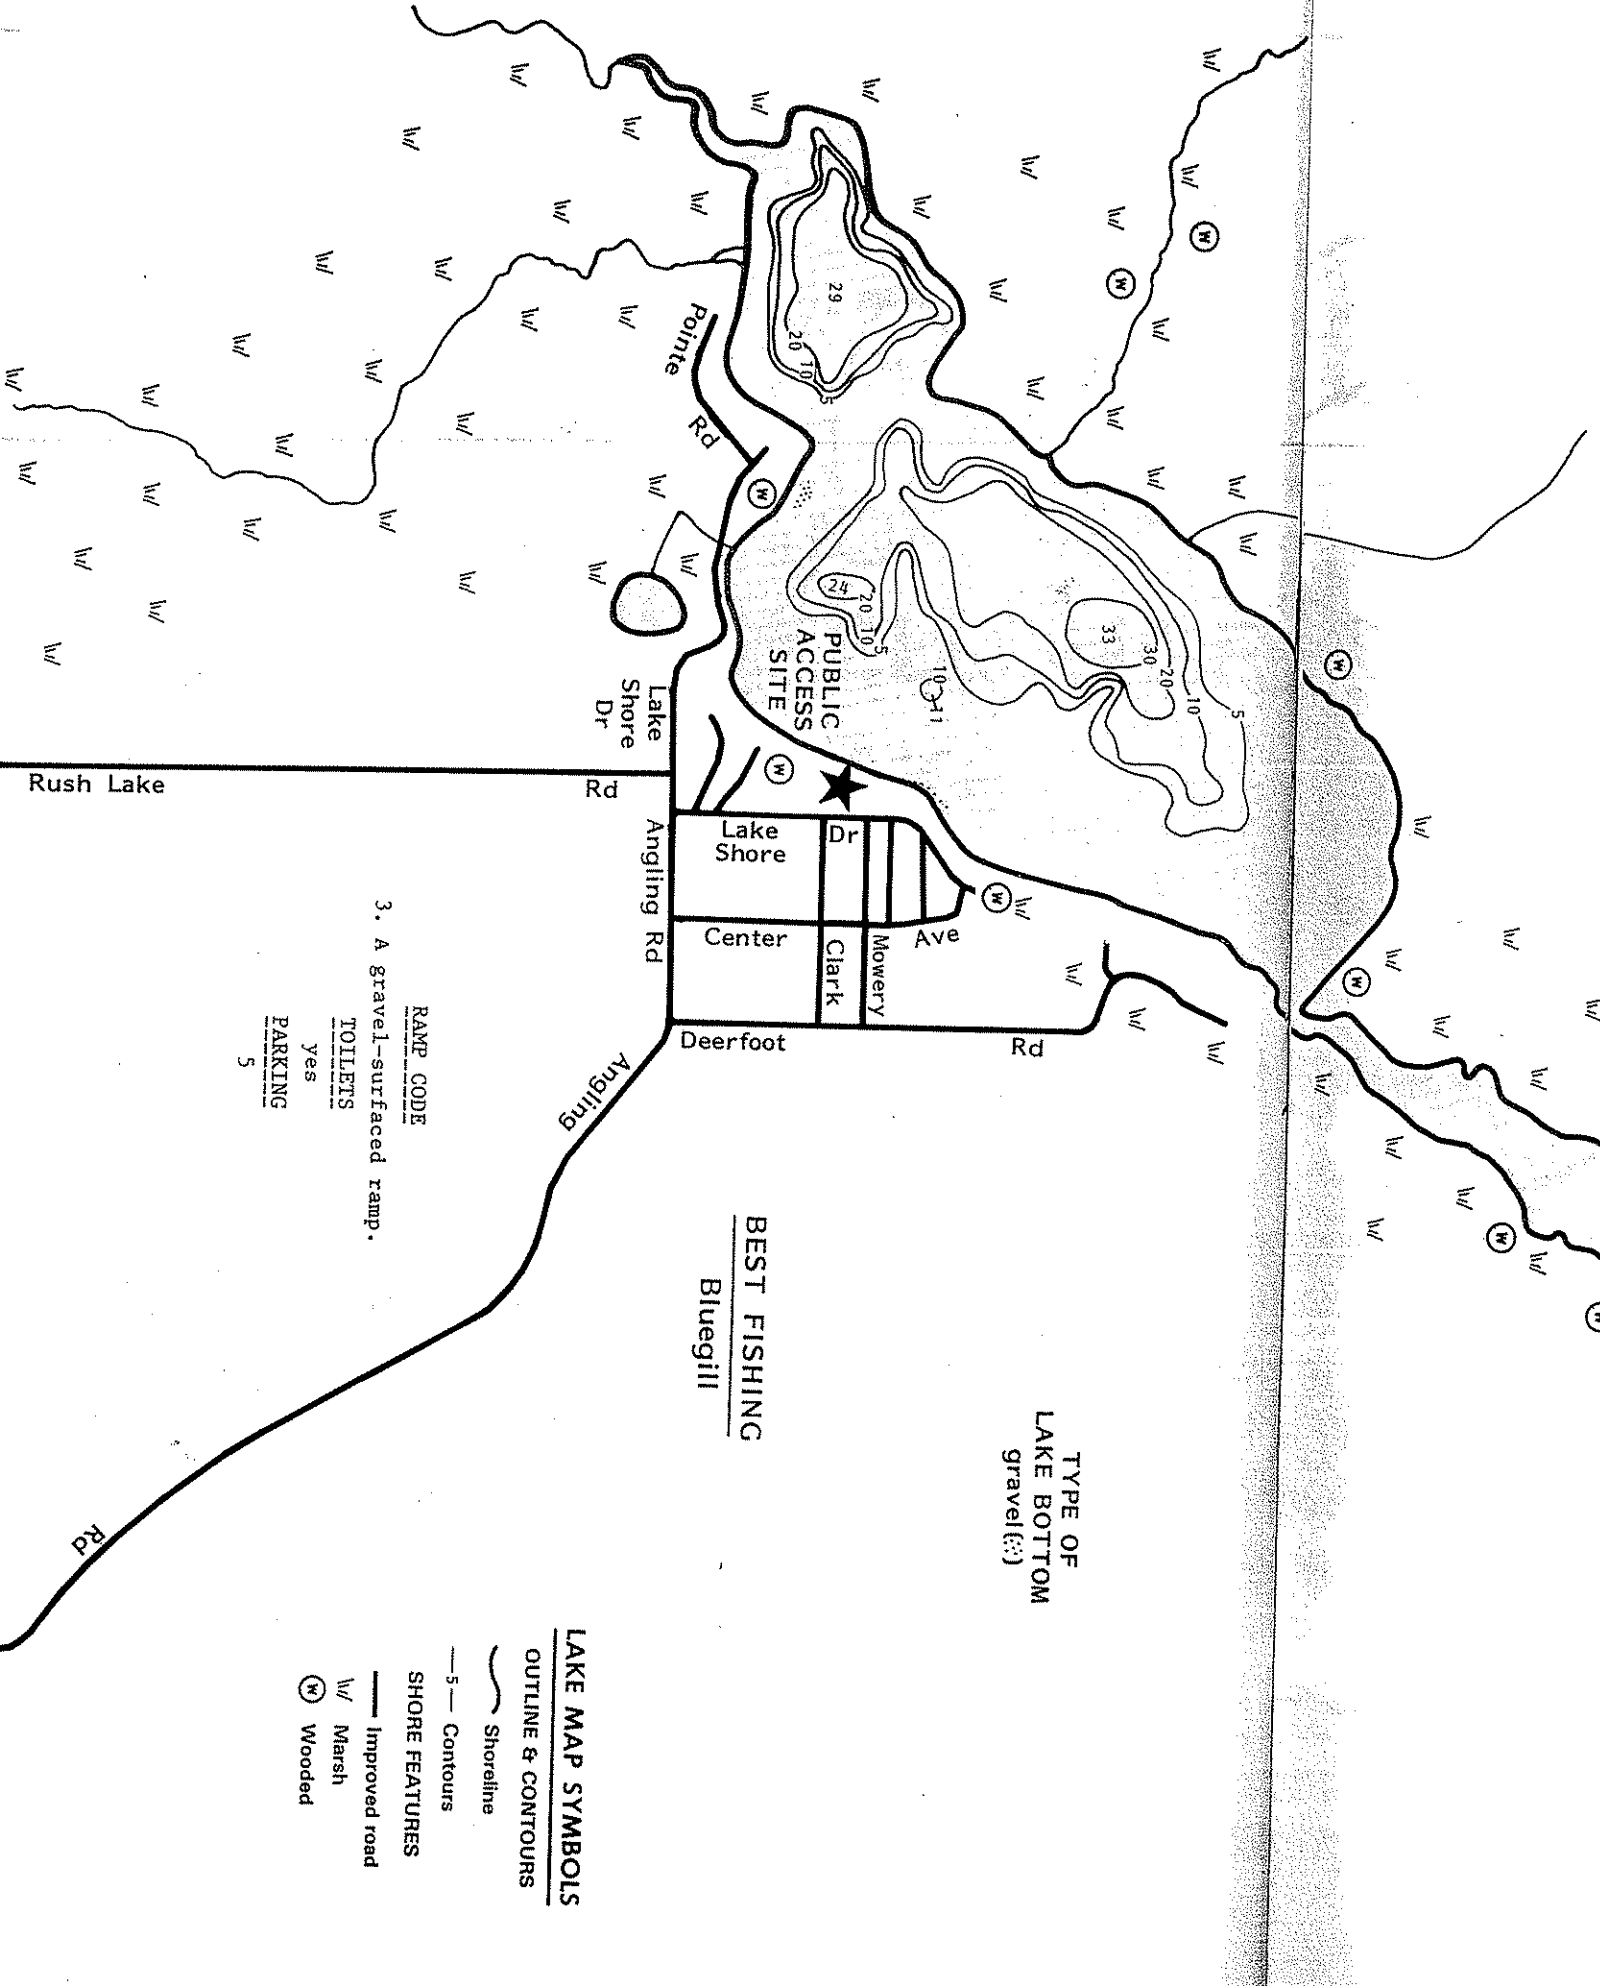 Pointe
Rd
29
20
10
5
24
20
10
5
33
30
20
10
5
10
11
PUBLIC
ACCESS
SITE
Lake
Shore
Dr
Rush Lake
Rd
Angling Rd
Lake
Shore
Dr
Center
Ave
Clark
Mowery
Deerfoot
Rd
Angling
Rd
RAMP CODE
3. A gravel-surfaced ramp.
TOILETS
yes
PARKING
5
BEST FISHING
Bluegill
TYPE OF
LAKE BOTTOM
gravel(   )
LAKE MAP SYMBOLS
OUTLINE & CONTOURS
Shoreline
—5— Contours
SHORE FEATURES
Improved road
Marsh
W Wooded
W
W
W
W
W
W
W
W
W